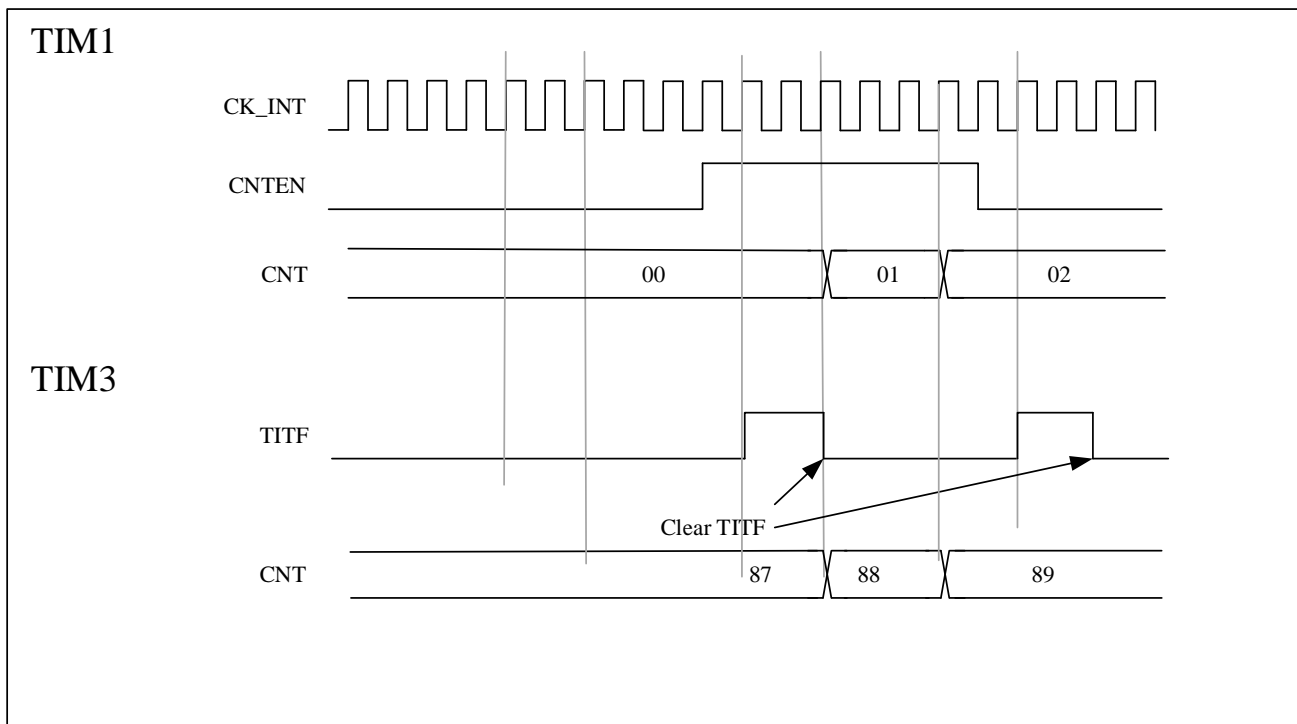 TIM1
CK_INT
CNTEN
CNT 00 01 02
TIM3
TITF
Clear TITF
CNT 87 88 89